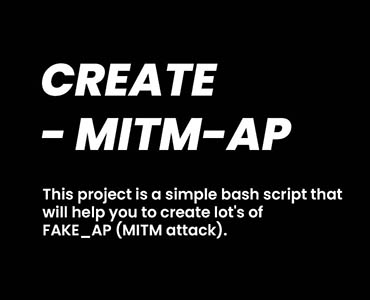 CREATE
- MITM-AP
This project is a simple bash script that
will help you to create lot's of
FAKE_AP (MITM attack).